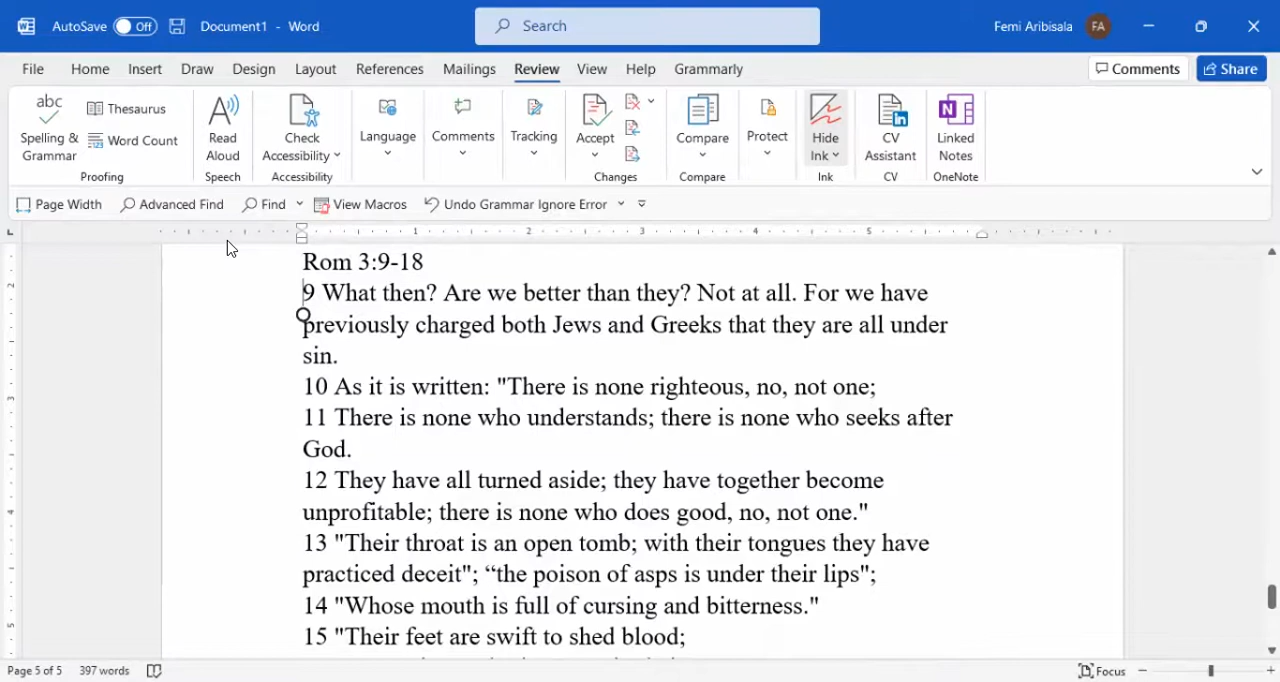 AutoSave Off Document1 - Word Search Femi Aribisala FA
File Home Insert Draw Design Layout References Mailings Review View Help Grammarly Comments Share
abc Spelling & Grammar Thesaurus Word Count Proofing
Read Aloud Speech
Check Accessibility Accessibility
Language
Comments
Tracking
Accept Changes
Compare Compare
Protect
Hide Ink Ink
CV Assistant CV
N Linked Notes OneNote
Page Width Advanced Find Find View Macros Undo Grammar Ignore Error
1 2 3 4 5
Rom 3:9-18
9 What then? Are we better than they? Not at all. For we have
previously charged both Jews and Greeks that they are all under
sin.
10 As it is written: "There is none righteous, no, not one;
11 There is none who understands; there is none who seeks after
God.
12 They have all turned aside; they have together become
unprofitable; there is none who does good, no, not one."
13 "Their throat is an open tomb; with their tongues they have
practiced deceit"; “the poison of asps is under their lips";
14 "Whose mouth is full of cursing and bitterness."
15 "Their feet are swift to shed blood;
Page 5 of 5 397 words Focus